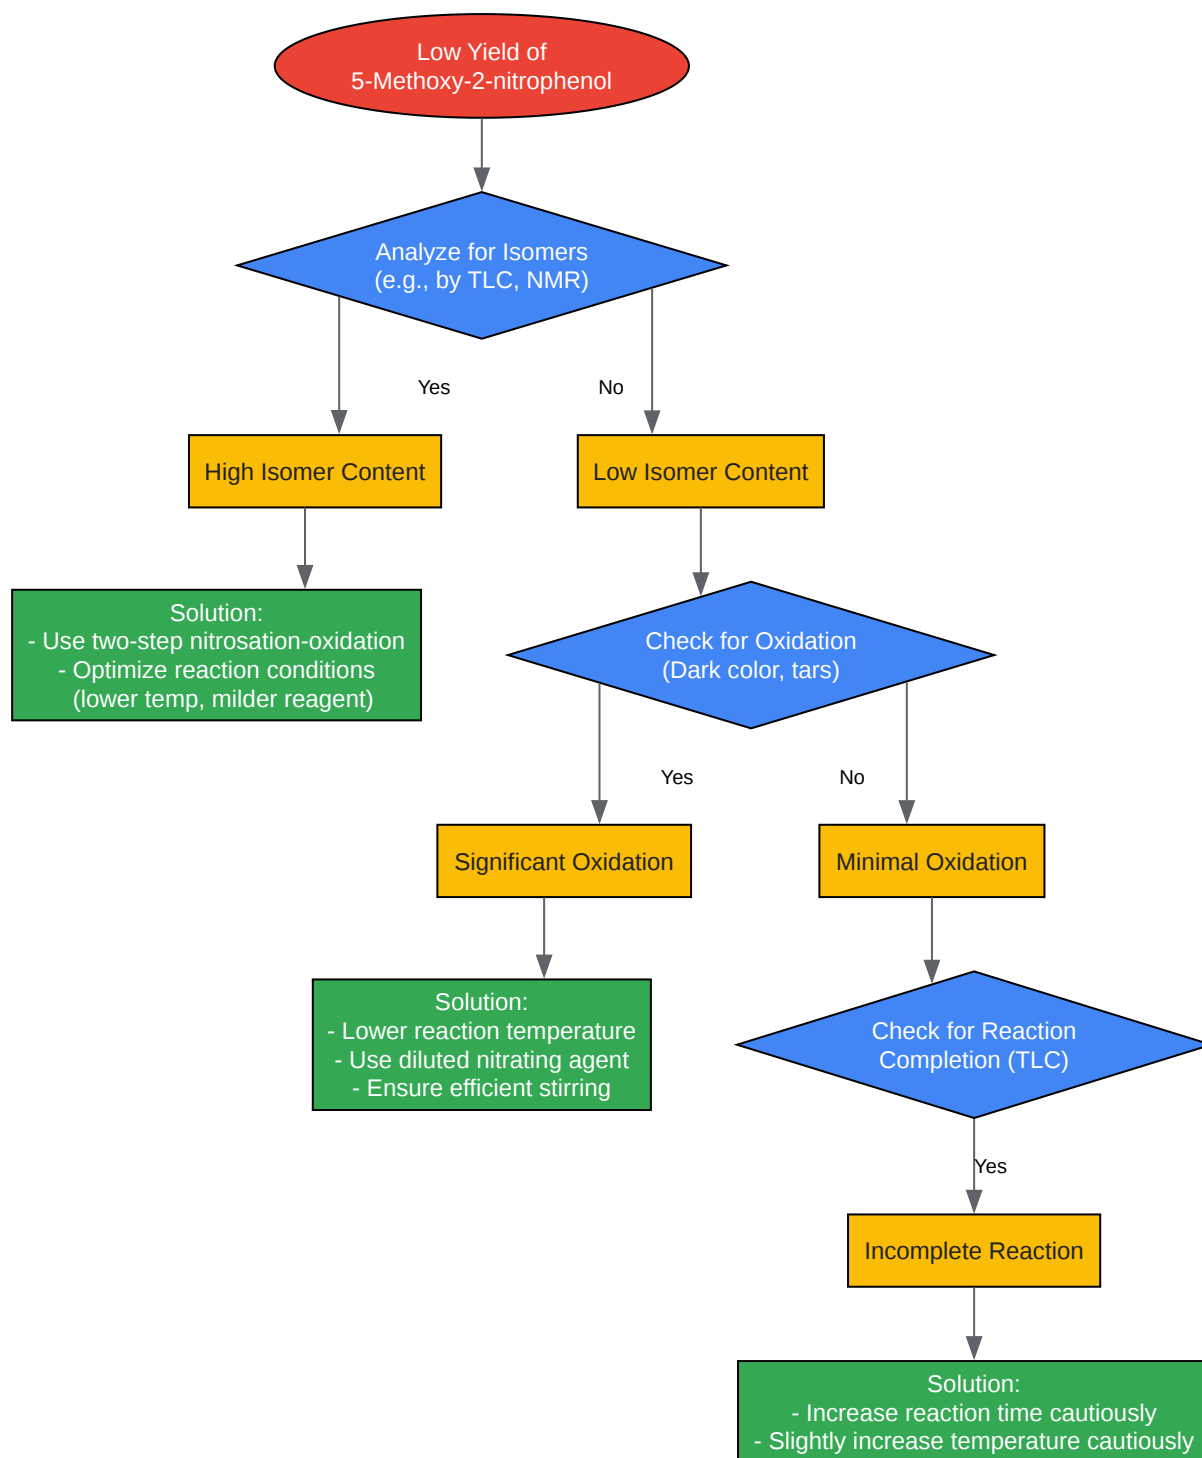 Low Yield of
5-Methoxy-2-nitrophenol
Analyze for Isomers
(e.g., by TLC, NMR)
Yes
No
High Isomer Content
Low Isomer Content
Solution:
- Use two-step nitrosation-oxidation
- Optimize reaction conditions
(lower temp, milder reagent)
Check for Oxidation
(Dark color, tars)
Yes
No
Significant Oxidation
Minimal Oxidation
Solution:
- Lower reaction temperature
- Use diluted nitrating agent
- Ensure efficient stirring
Check for Reaction
Completion (TLC)
Yes
Incomplete Reaction
Solution:
- Increase reaction time cautiously
- Slightly increase temperature cautiously